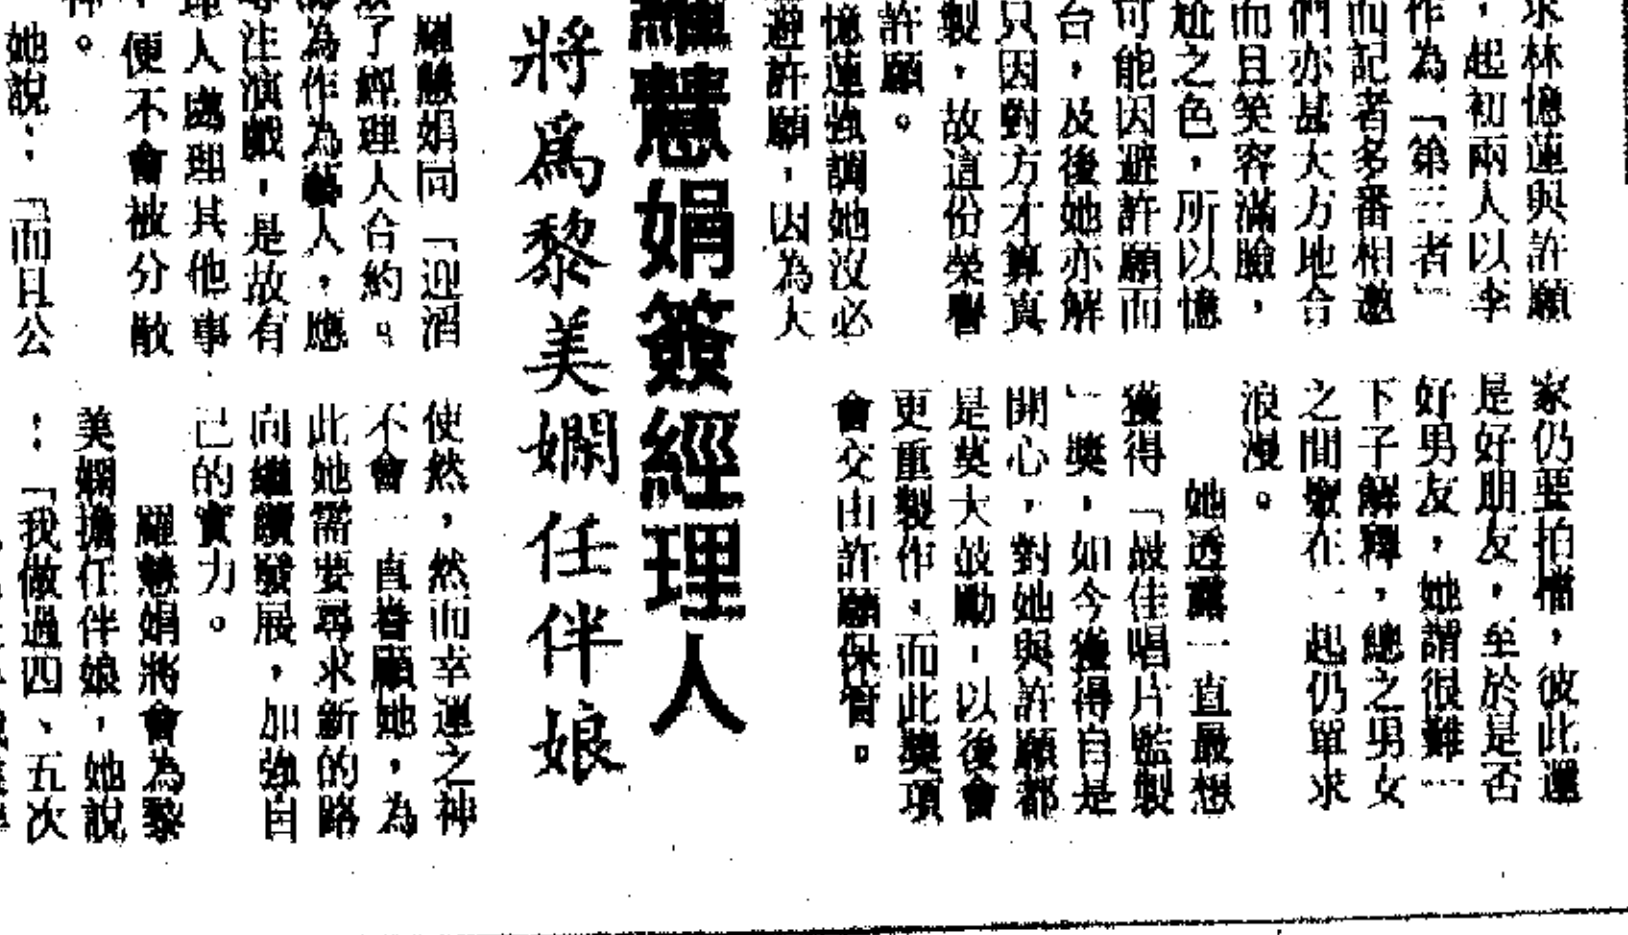 求林憶蓮與許願
，起初兩人以李
作為「第三者」
而記者多番相邀
們亦甚大方地合
而且笑容滿臉，
尬之色，所以憶
可能因避許願而
台，及後她亦解
只因對方才算真
製，故這份榮譽
許願。
憶蓮強調她沒必
避許願，因為大
家仍要拍檔，彼此還
是好朋友，至於是否
好男友，她謂很難一
下子解釋，總之男女
之間墩在一起仍單求
浪漫。
她透露一直最想
獲得「最佳唱片監製
」獎，如今獲得自是
開心，對她與許願都
是莫大鼓勵，以後會
更重製作，而此獎項
會交由許願保管。
羅慧娟簽經理人
將爲黎美嫻任伴娘
羅慧娟同「迎滔
了經理人合約。
為作為藝人，應
注演戲，是故有
理人處理其他事
，便不會被分散
神。
她說：「而且公
使然，然而幸運之神
不會一直眷顧她，為
此她需要尋求新的路
向繼續發展，加強自
己的實力。
羅慧娟將會為黎
美嫻擔任伴娘，她說
：「我做過四、五次